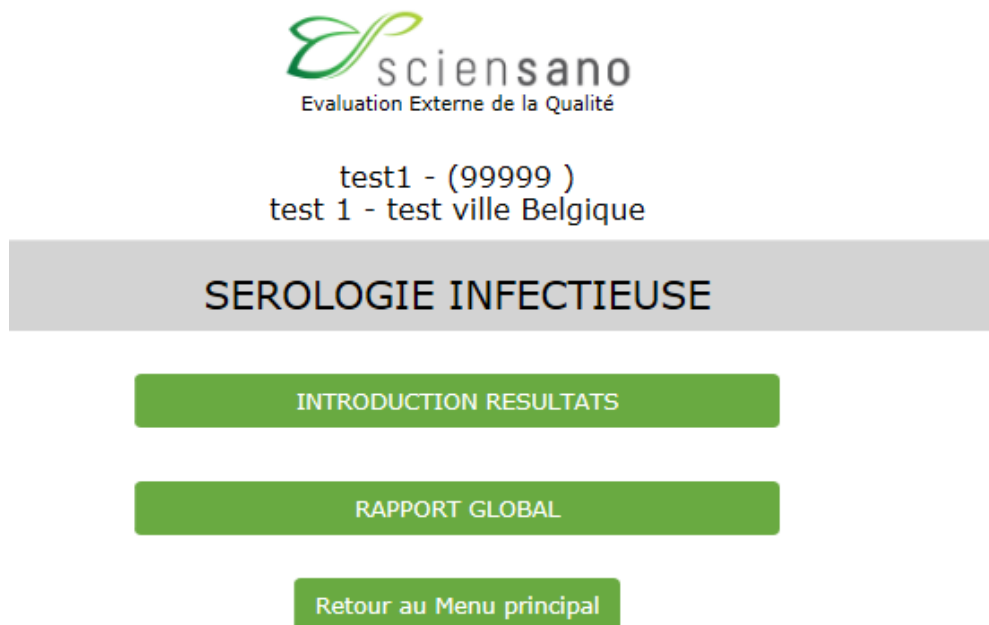 sciensano
Evaluation Externe de la Qualité
test1 - (99999 )
test 1 - test ville Belgique
SEROLOGIE INFECTIEUSE
INTRODUCTION RESULTATS
RAPPORT GLOBAL
Retour au Menu principal